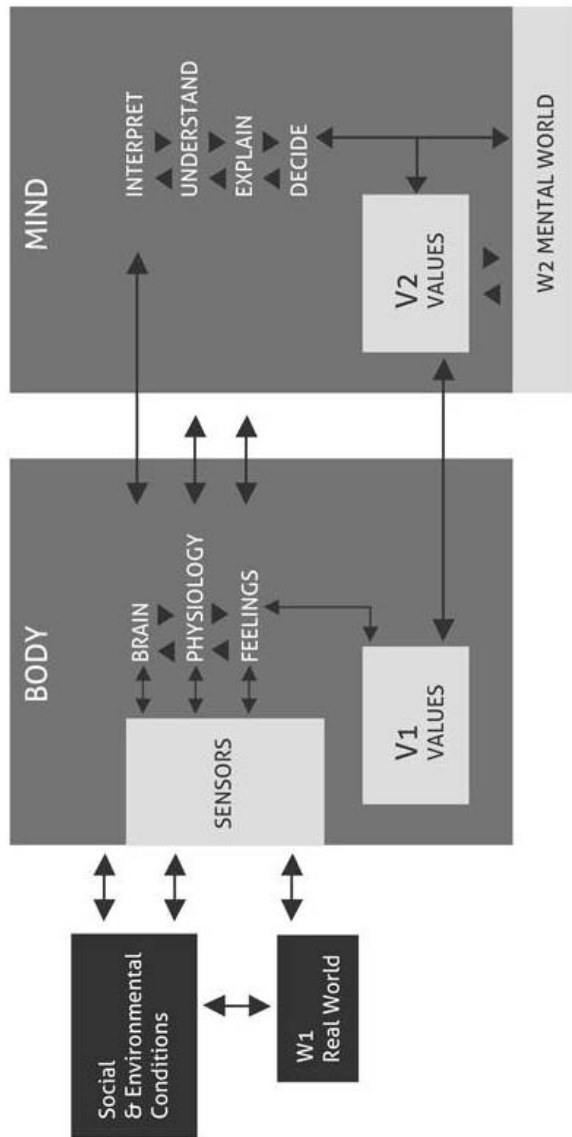 Social
& Environmental
Conditions
W1
Real World
BODY
SENSORS
BRAIN
PHYSIOLOGY
FEELINGS
V1
VALUES
MIND
INTERPRET
UNDERSTAND
EXPLAIN
DECIDE
V2
VALUES
W2 MENTAL WORLD